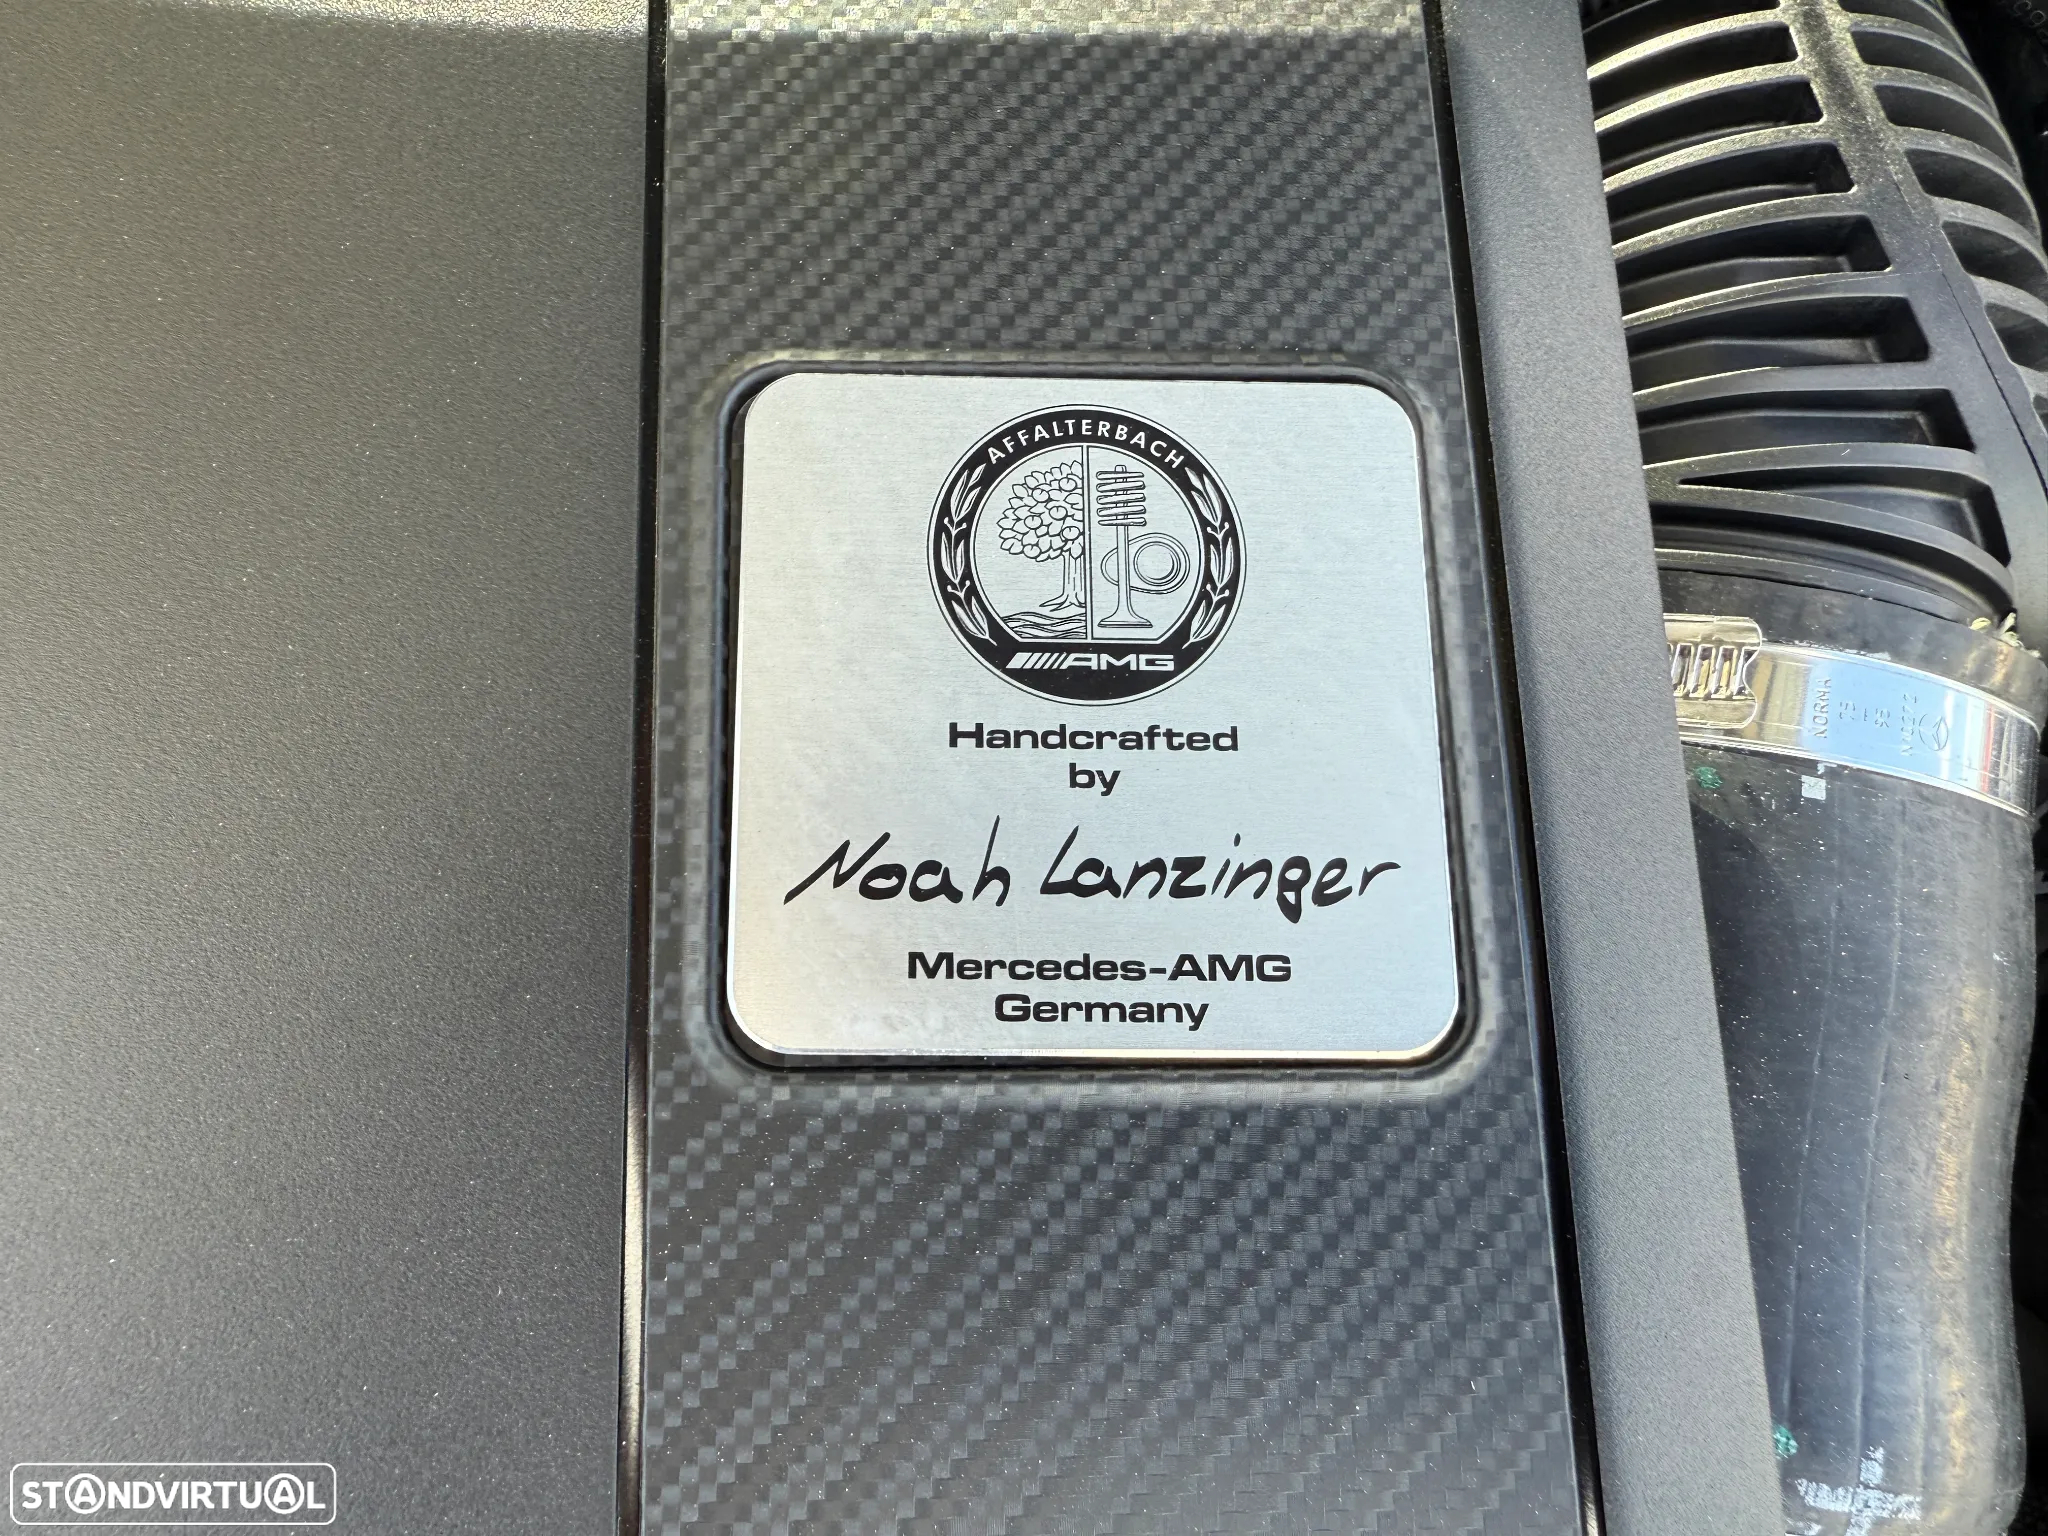 AFFALTERBACH
AMG
Handcrafted
by
Noah Lanzinger
Mercedes-AMG
Germany
NORMA
STANDVIRTUAL